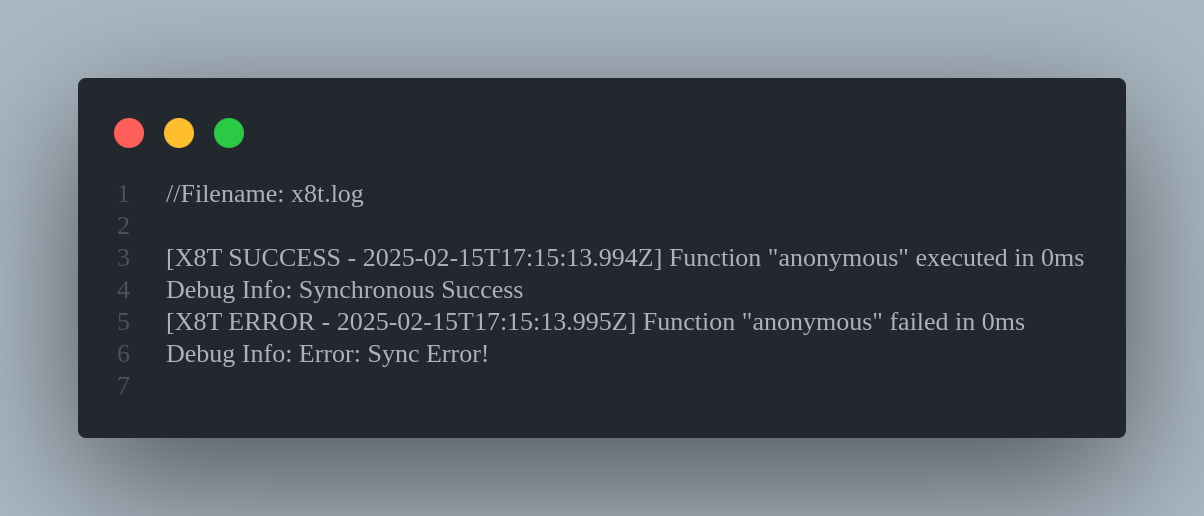 1 //Filename: x8t.log
2
3 [X8T SUCCESS - 2025-02-15T17:15:13.994Z] Function "anonymous" executed in 0ms
4 Debug Info: Synchronous Success
5 [X8T ERROR - 2025-02-15T17:15:13.995Z] Function "anonymous" failed in 0ms
6 Debug Info: Error: Sync Error!
7